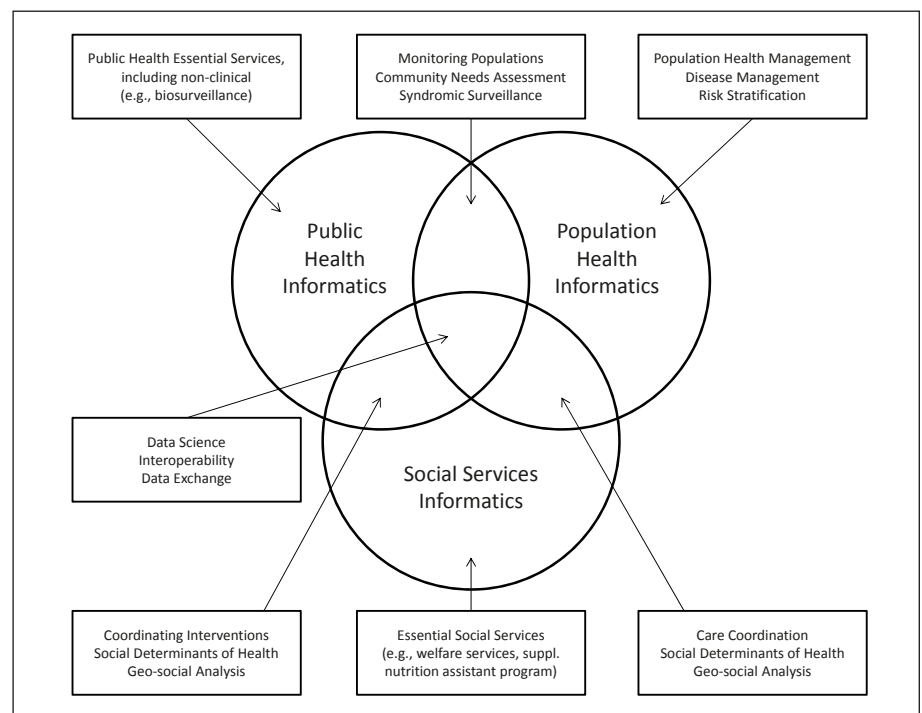 Public Health Essential Services,
including non-clinical
(e.g., biosurveillance)
Monitoring Populations
Community Needs Assessment
Syndromic Surveillance
Population Health Management
Disease Management
Risk Stratification
Public
Health
Informatics
Population
Health
Informatics
Data Science
Interoperability
Data Exchange
Social Services
Informatics
Coordinating Interventions
Social Determinants of Health
Geo-social Analysis
Essential Social Services
(e.g., welfare services, suppl.
nutrition assistant program)
Care Coordination
Social Determinants of Health
Geo-social Analysis